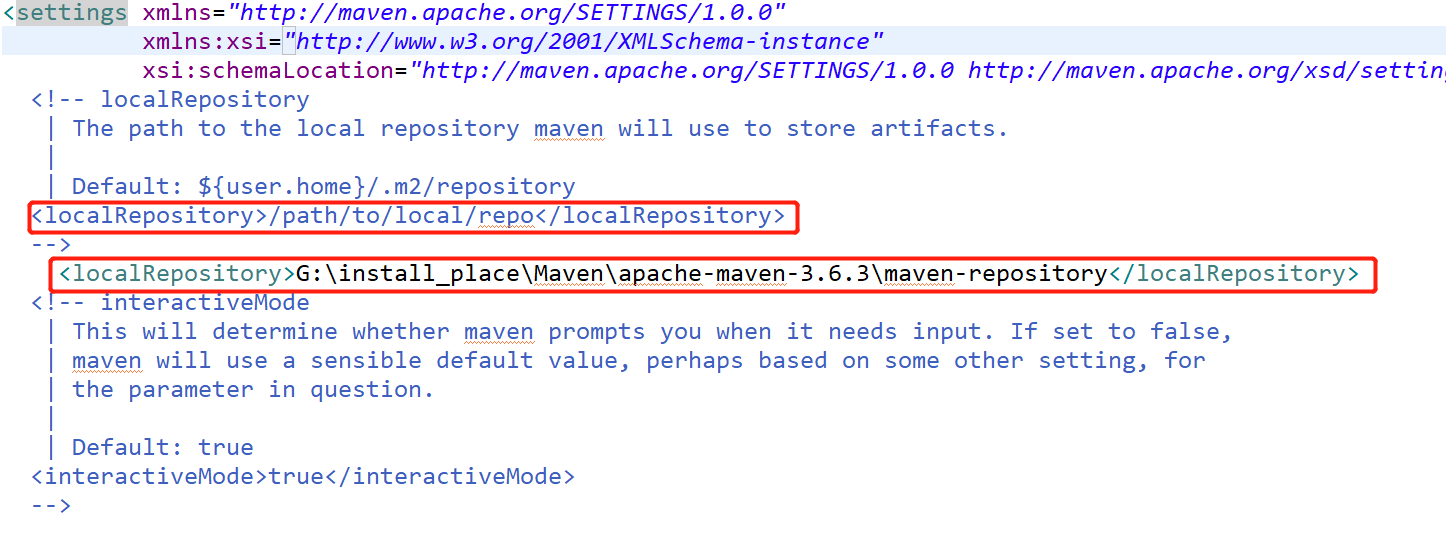 <settings xmlns="http://maven.apache.org/SETTINGS/1.0.0"
xmlns:xsi="http://www.w3.org/2001/XMLSchema-instance"
xsi:schemaLocation="http://maven.apache.org/SETTINGS/1.0.0 http://maven.apache.org/xsd/settin
<!-- localRepository
| The path to the local repository maven will use to store artifacts.
|
| Default: ${user.home}/.m2/repository
<localRepository>/path/to/local/repo</localRepository>
-->
<localRepository>G:\install_place\Maven\apache-maven-3.6.3\maven-repository</localRepository>
<!-- interactiveMode
| This will determine whether maven prompts you when it needs input. If set to false,
| maven will use a sensible default value, perhaps based on some other setting, for
| the parameter in question.
|
| Default: true
<interactiveMode>true</interactiveMode>
-->